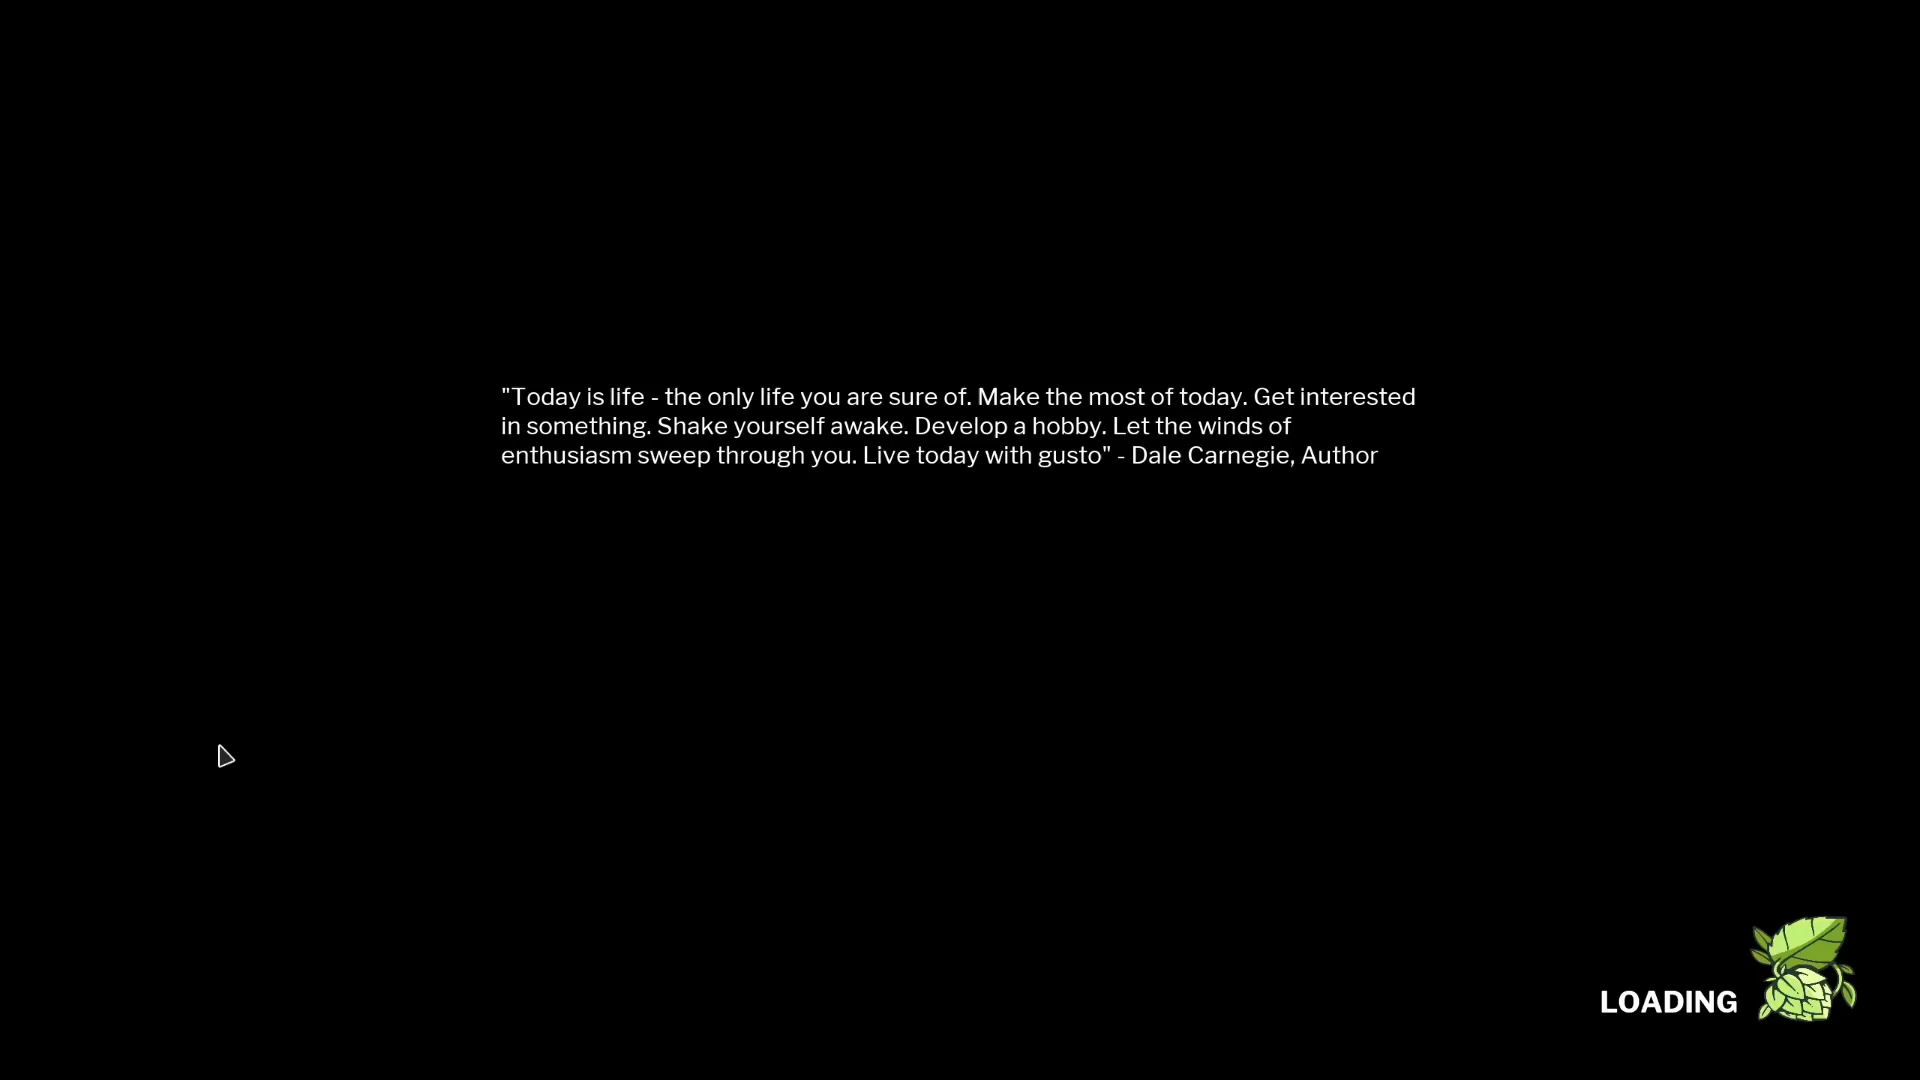 "Today is life - the only life you are sure of. Make the most of today. Get interested
in something. Shake yourself awake. Develop a hobby. Let the winds of
enthusiasm sweep through you. Live today with gusto" - Dale Carnegie, Author
LOADING